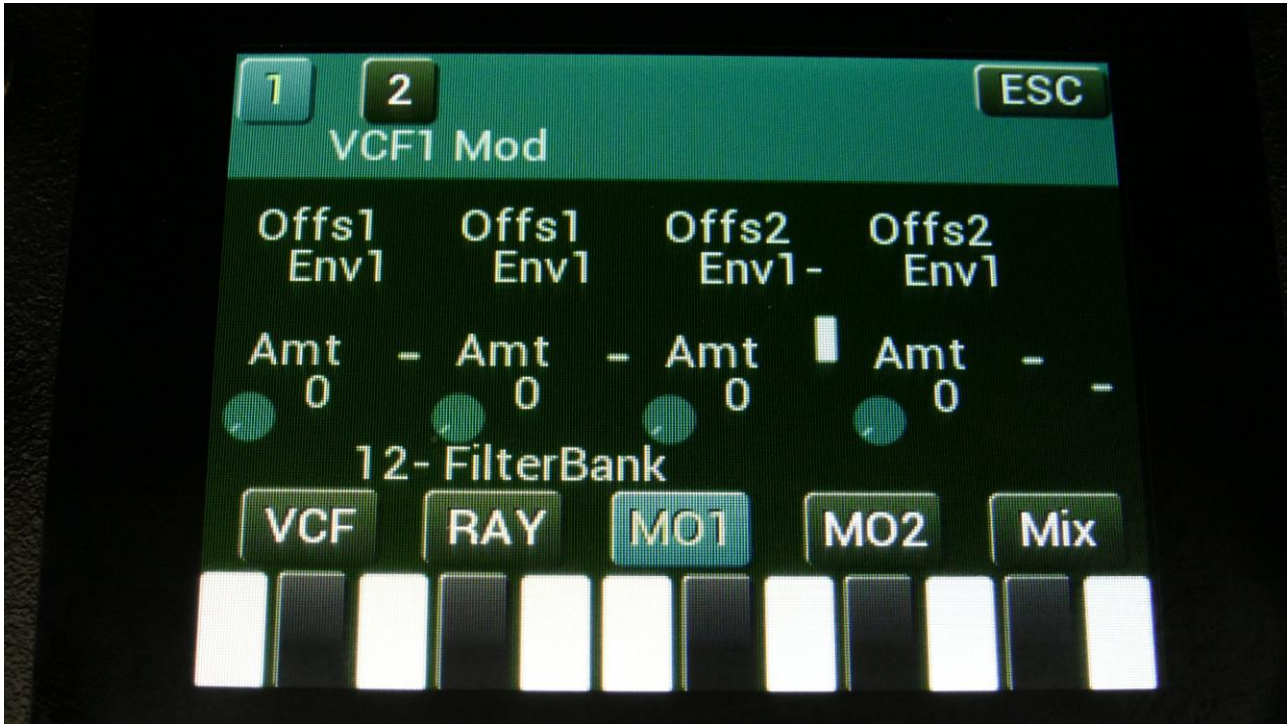 1 2 ESC
VCF1 Mod
Offs1 Offs1 Offs2 Offs2
Env1 Env1 Env1- Env1
Amt - Amt - Amt Amt -
0 0 0 0 -
12- FilterBank
VCF RAY MO1 MO2 Mix